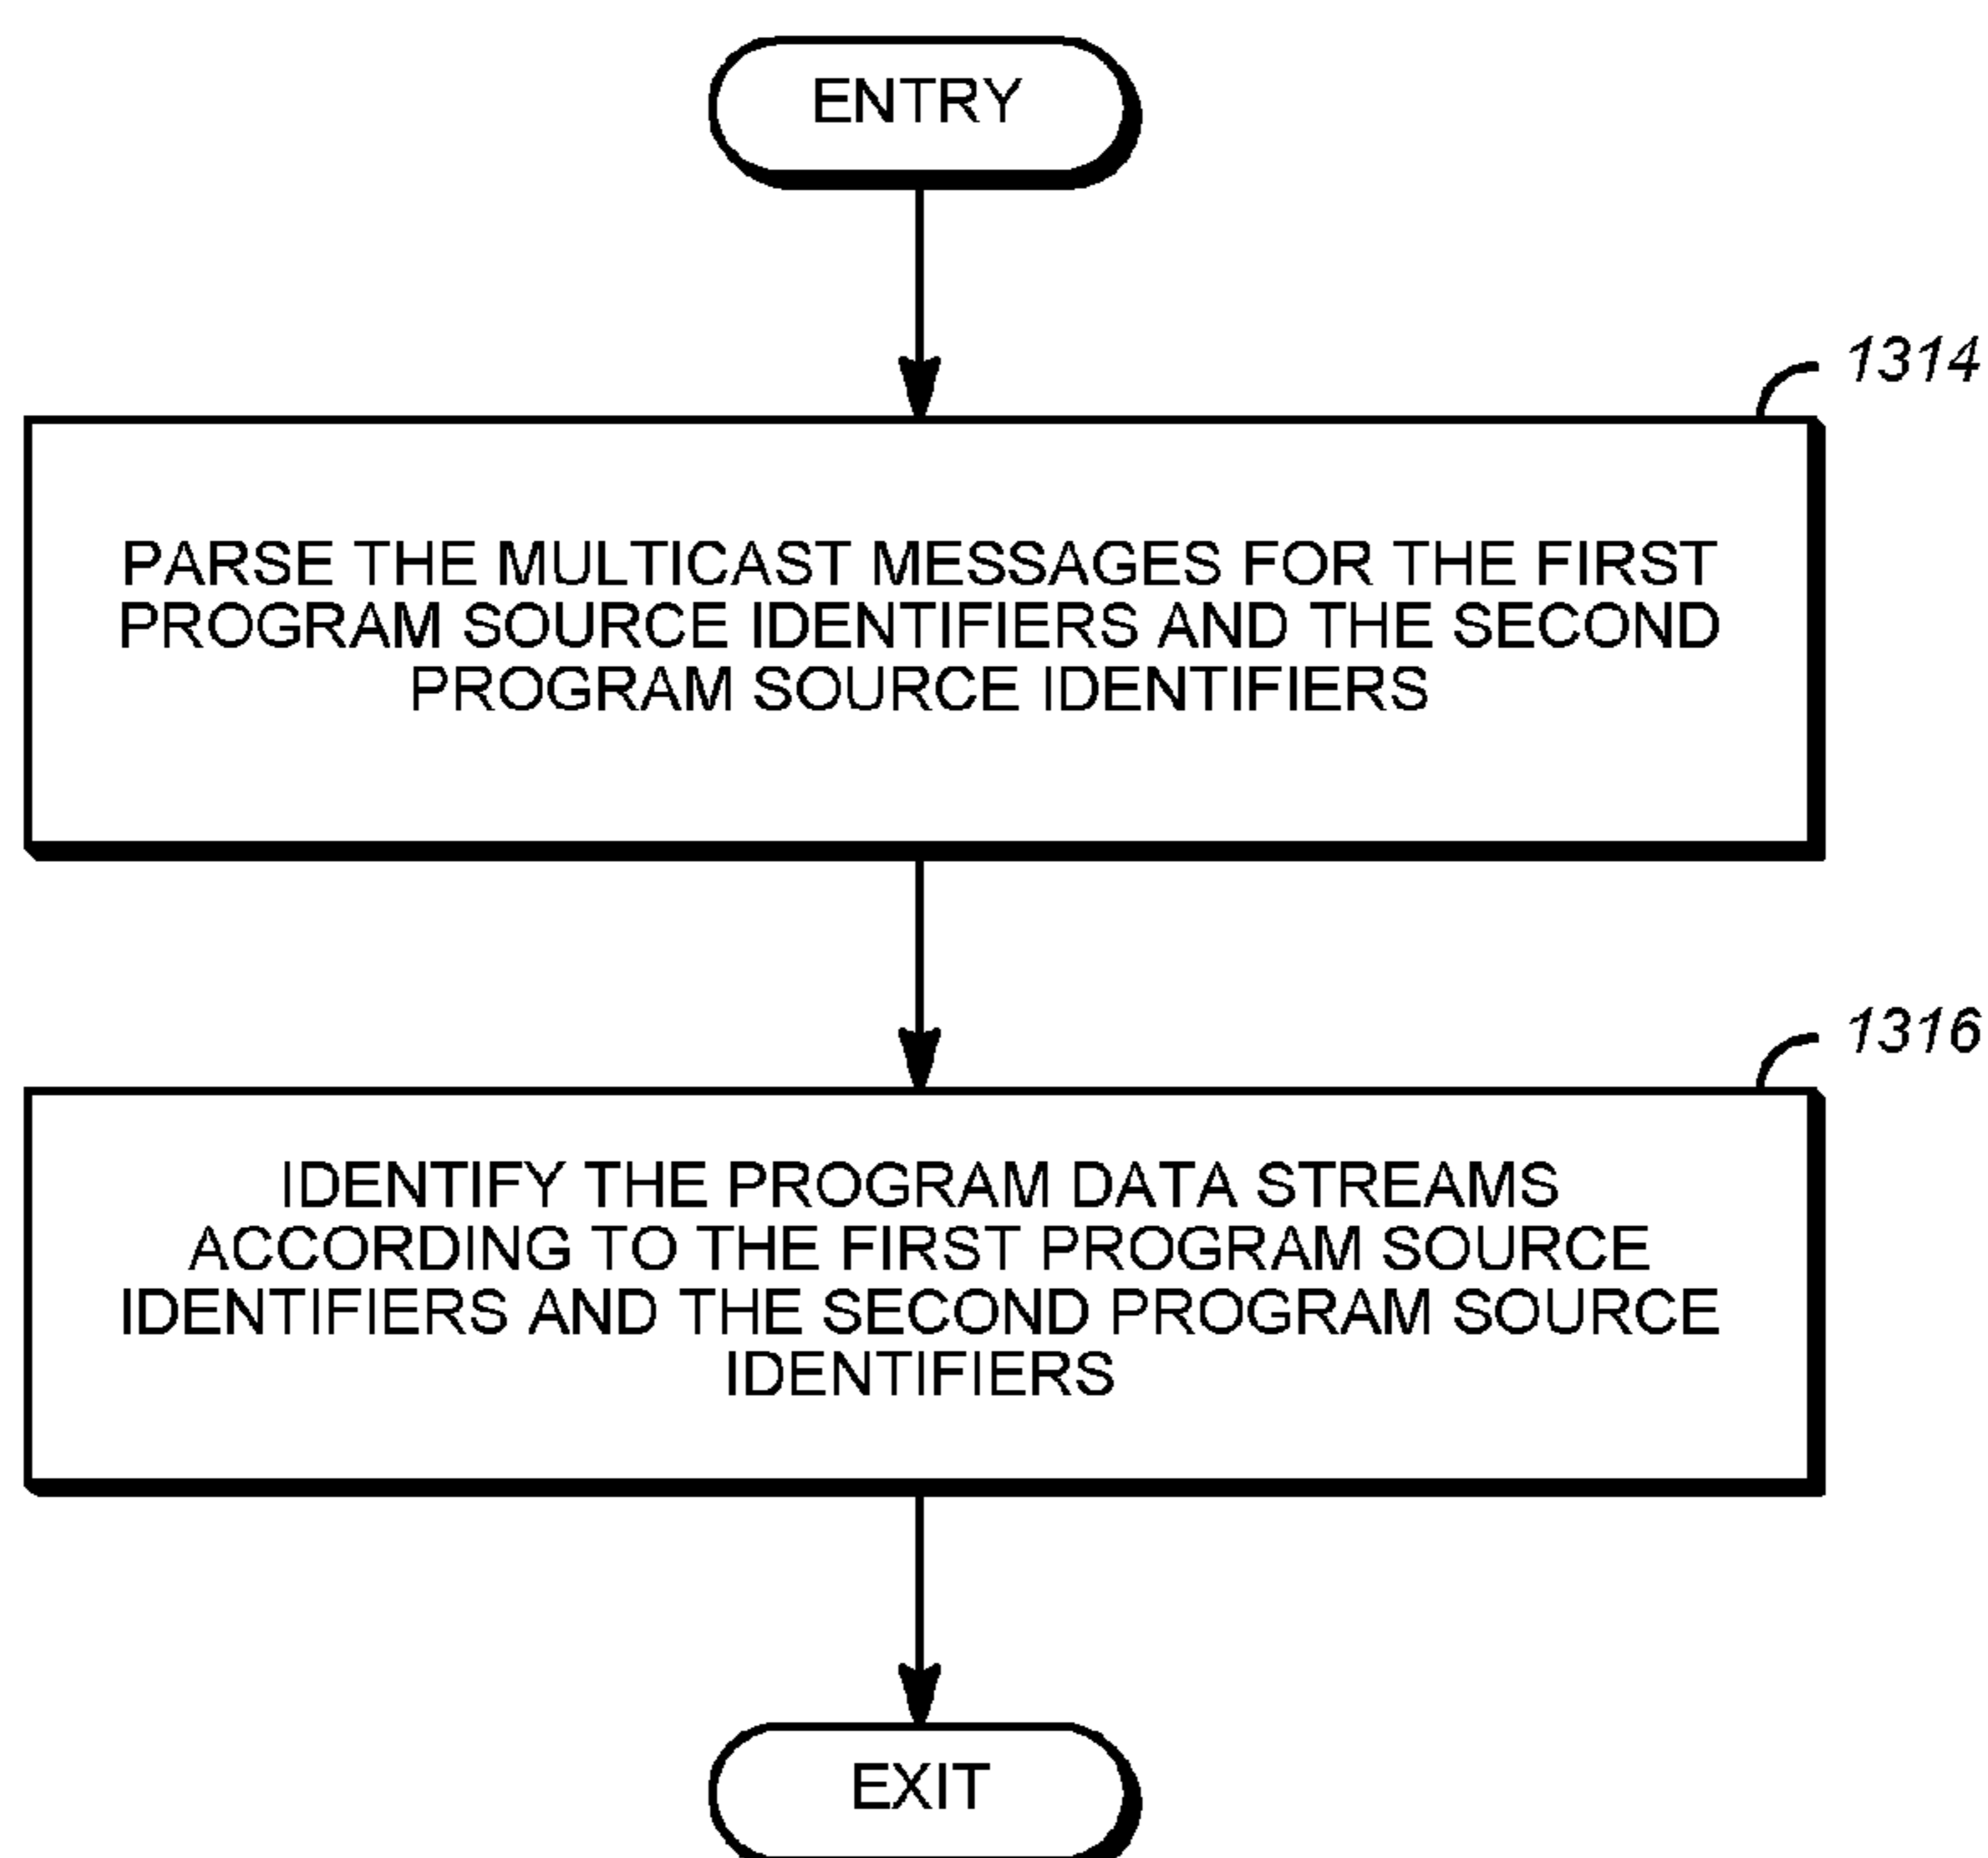 ENTRY
1314
PARSE THE MULTICAST MESSAGES FOR THE FIRST
PROGRAM SOURCE IDENTIFIERS AND THE SECOND
PROGRAM SOURCE IDENTIFIERS
1316
IDENTIFY THE PROGRAM DATA STREAMS
ACCORDING TO THE FIRST PROGRAM SOURCE
IDENTIFIERS AND THE SECOND PROGRAM SOURCE
IDENTIFIERS
EXIT